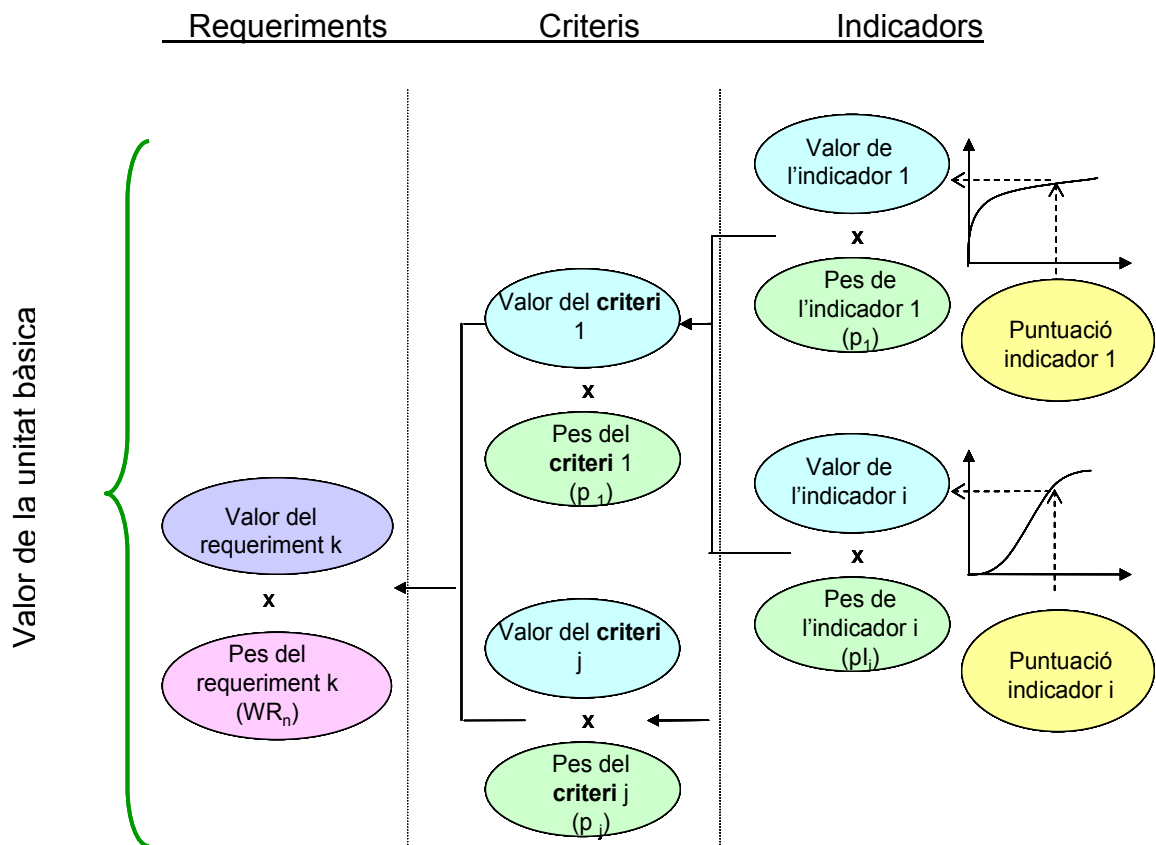 Requeriments Criteris Indicadors
Valor de la unitat bàsica
Valor del
requeriment k
x
Pes del
requeriment k
(WRn)
Valor del criteri
1
x
Pes del
criteri 1
(p 1)
Valor del criteri
j
x
Pes del
criteri j
(p j)
Valor de
l’indicador 1
x
Pes de
l’indicador 1
(p1)
Puntuació
indicador 1
Valor de
l’indicador i
x
Pes de
l’indicador i
(pIi)
Puntuació
indicador i